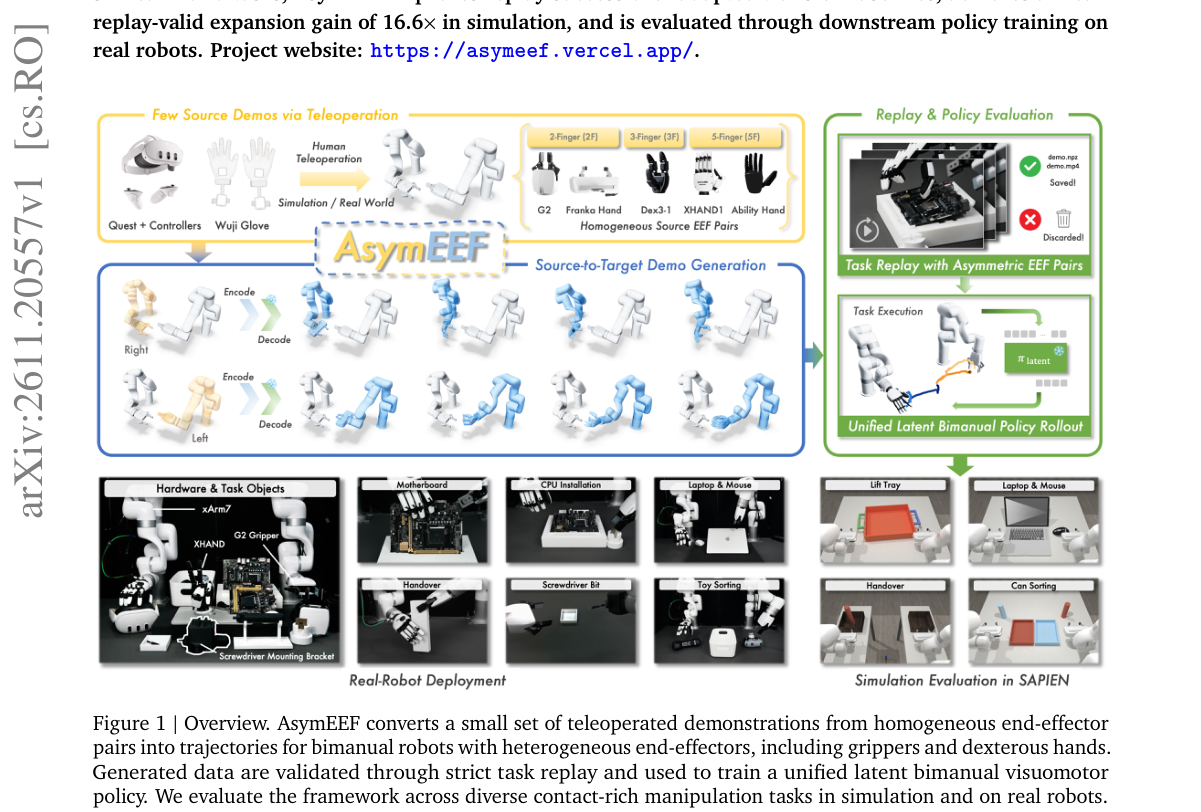 replay-valid expansion gain of 16.6× in simulation, and is evaluated through downstream policy training on
real robots. Project website: https://asymeef.vercel.app/.
arXiv:2611.20557v1 [cs.RO]
Few Source Demos via Teleoperation
Human
Teleoperation
Simulation / Real World
Quest + Controllers
Wuji Glove
2-Finger (2F)
3-Finger (3F)
5-Finger (5F)
G2
Franka Hand
Dex3-1
XHAND1
Ability Hand
Homogeneous Source EEF Pairs
AsymEEF
Source-to-Target Demo Generation
Encode
Decode
Right
Encode
Decode
Left
Replay & Policy Evaluation
demo.npz
demo.mp4
Saved!
Discarded!
Task Replay with Asymmetric EEF Pairs
Task Execution
π latent
Unified Latent Bimanual Policy Rollout
Hardware & Task Objects
xArm7
XHAND
G2 Gripper
Screwdriver Mounting Bracket
Motherboard
CPU Installation
Laptop & Mouse
Handover
Screwdriver Bit
Toy Sorting
Real-Robot Deployment
Lift Tray
Laptop & Mouse
Handover
Can Sorting
Simulation Evaluation in SAPIEN
Figure 1 | Overview. AsymEEF converts a small set of teleoperated demonstrations from homogeneous end-effector
pairs into trajectories for bimanual robots with heterogeneous end-effectors, including grippers and dexterous hands.
Generated data are validated through strict task replay and used to train a unified latent bimanual visuomotor
policy. We evaluate the framework across diverse contact-rich manipulation tasks in simulation and on real robots.